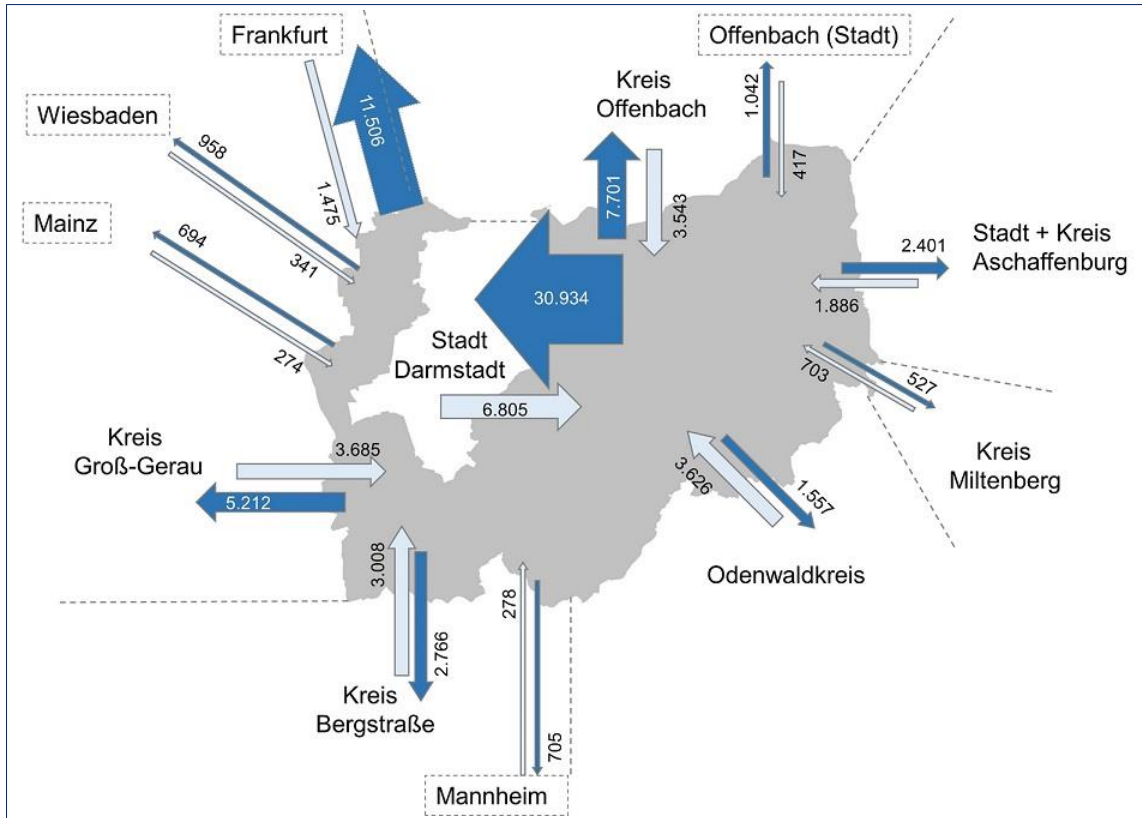 Frankfurt
Offenbach (Stadt)
Kreis
Offenbach
Wiesbaden
Mainz
11.506
1.475
958
341
694
274
7.701
3.543
1.042
417
Stadt + Kreis
Aschaffenburg
2.401
1.886
30.934
Stadt
Darmstadt
6.805
703
527
Kreis
Miltenberg
Kreis
Groß-Gerau
3.685
5.212
3.626
1.557
Odenwaldkreis
3.008
2.766
Kreis
Bergstraße
278
705
Mannheim